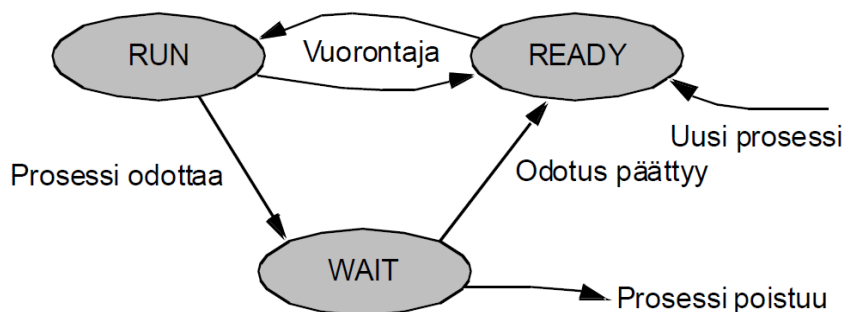 RUN
Vuorontaja
READY
Uusi prosessi
Prosessi odottaa
Odotus päättyy
WAIT
Prosessi poistuu